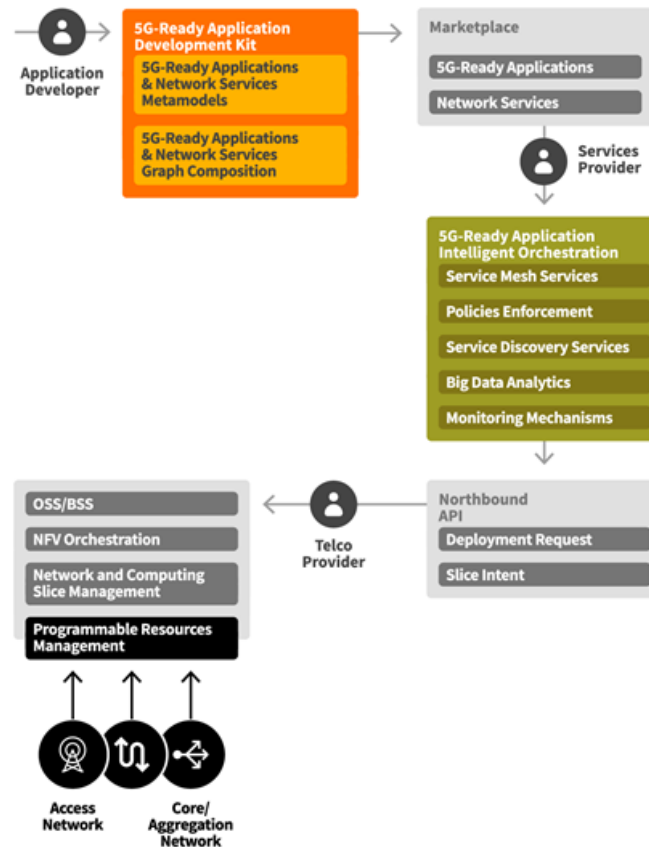 Application
Developer
5G-Ready Application
Development Kit
5G-Ready Applications
& Network Services
Metamodels
5G-Ready Applications
& Network Services
Graph Composition
Marketplace
5G-Ready Applications
Network Services
Services
Provider
5G-Ready Application
Intelligent Orchestration
Service Mesh Services
Policies Enforcement
Service Discovery Services
Big Data Analytics
Monitoring Mechanisms
Northbound
API
Deployment Request
Slice Intent
Telco
Provider
OSS/BSS
NFV Orchestration
Network and Computing
Slice Management
Programmable Resources
Management
Access
Network
Core/
Aggregation
Network